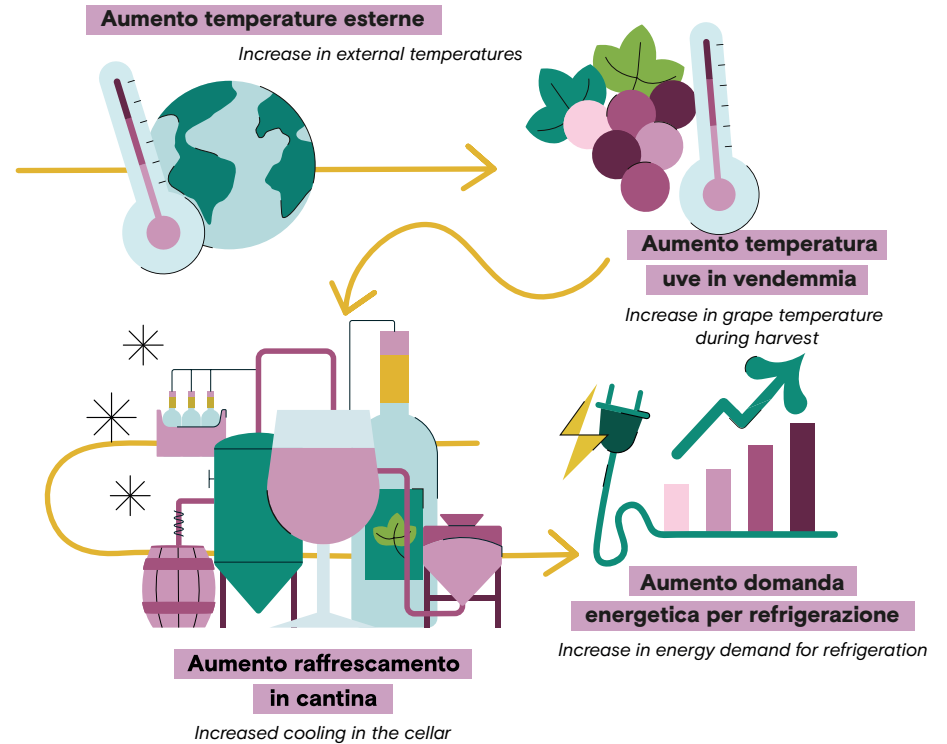 Aumento temperature esterne
Increase in external temperatures
Aumento temperatura
uve in vendemmia
Increase in grape temperature
during harvest
Aumento raffrescamento
in cantina
Increased cooling in the cellar
Aumento domanda
energetica per refrigerazione
Increase in energy demand for refrigeration